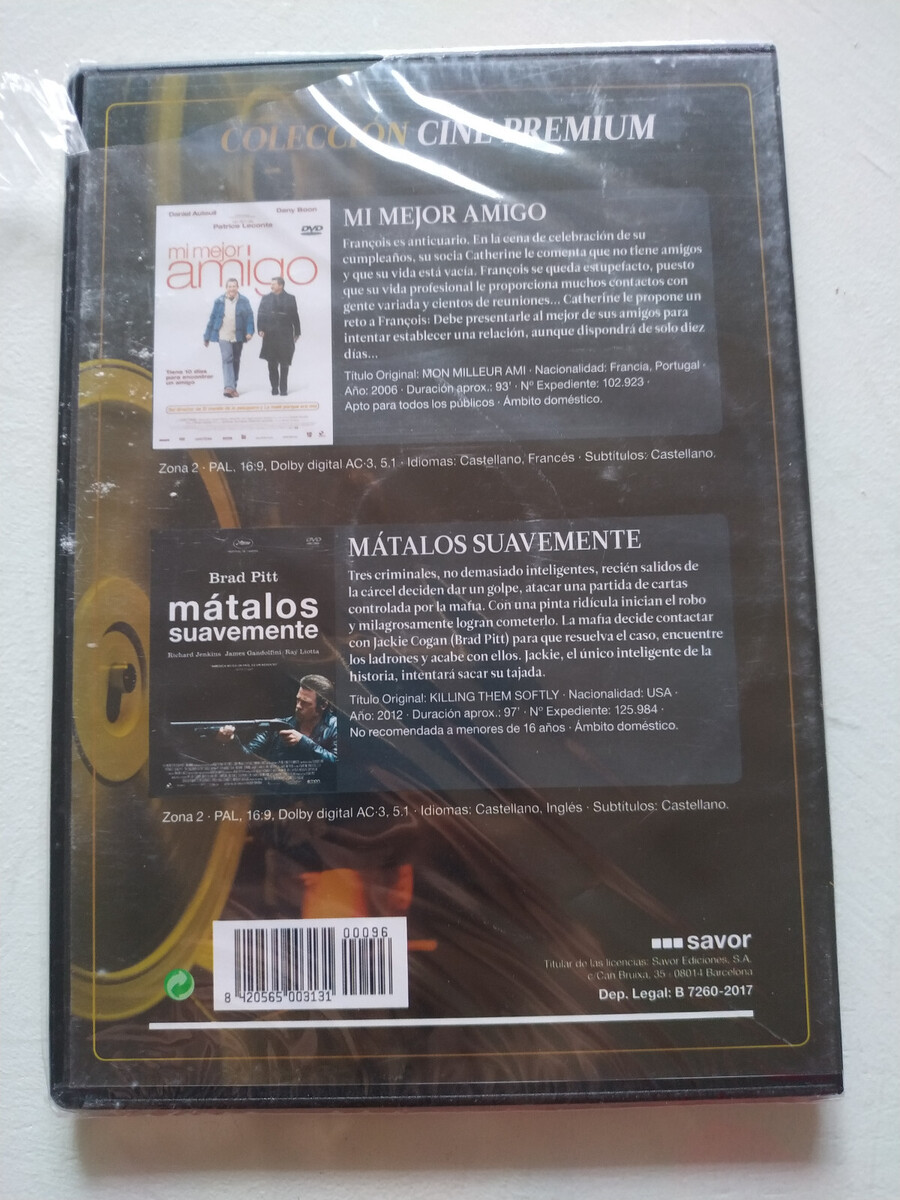 COLECCIÓN CINE PREMIUM
Daniel Auteuil Dany Boon
Patrice Leconte
DVD
mi mejor
amigo
Tiene 10 días
para encontrar
un amigo
MI MEJOR AMIGO
François es anticuario. En la cena de celebración de su
cumpleaños, su socia Catherine le comenta que no tiene amigos
y que su vida está vacía. François se queda estupefacto, puesto
que su vida profesional le proporciona muchos contactos con
gente variada y cientos de reuniones... Catherine le propone un
reto a François: Debe presentarle al mejor de sus amigos para
intentar establecer una relación, aunque dispondrá de solo diez
días...
Título Original: MON MILLEUR AMI · Nacionalidad: Francia, Portugal ·
Año: 2006 · Duración aprox.: 93' · Nº Expediente: 102.923 ·
Apto para todos los públicos · Ámbito doméstico.
Zona 2 · PAL, 16:9, Dolby digital AC·3, 5.1 · Idiomas: Castellano, Francés · Subtítulos: Castellano.
DVD
Brad Pitt
mátalos
suavemente
Richard Jenkins James Gandolfini Ray Liotta
MÁTALOS SUAVEMENTE
Tres criminales, no demasiado inteligentes, recién salidos de
la cárcel deciden dar un golpe, atacar una partida de cartas
controlada por la mafia. Con una pinta ridícula inician el robo
y milagrosamente logran cometerlo. La mafia decide contactar
con Jackie Cogan (Brad Pitt) para que resuelva el caso, encuentre
los ladrones y acabe con ellos. Jackie, el único inteligente de la
historia, intentará sacar su tajada.
Título Original: KILLING THEM SOFTLY · Nacionalidad: USA ·
Año: 2012 · Duración aprox.: 97' · Nº Expediente: 125.984 ·
No recomendada a menores de 16 años · Ámbito doméstico.
Zona 2 · PAL, 16:9, Dolby digital AC·3, 5.1 · Idiomas: Castellano, Inglés · Subtítulos: Castellano.
00096
8 420565 003131
savor
Titular de las licencias: Savor Ediciones, S.A.
c/Can Bruixa, 35 · 08014 Barcelona
Dep. Legal: B 7260-2017